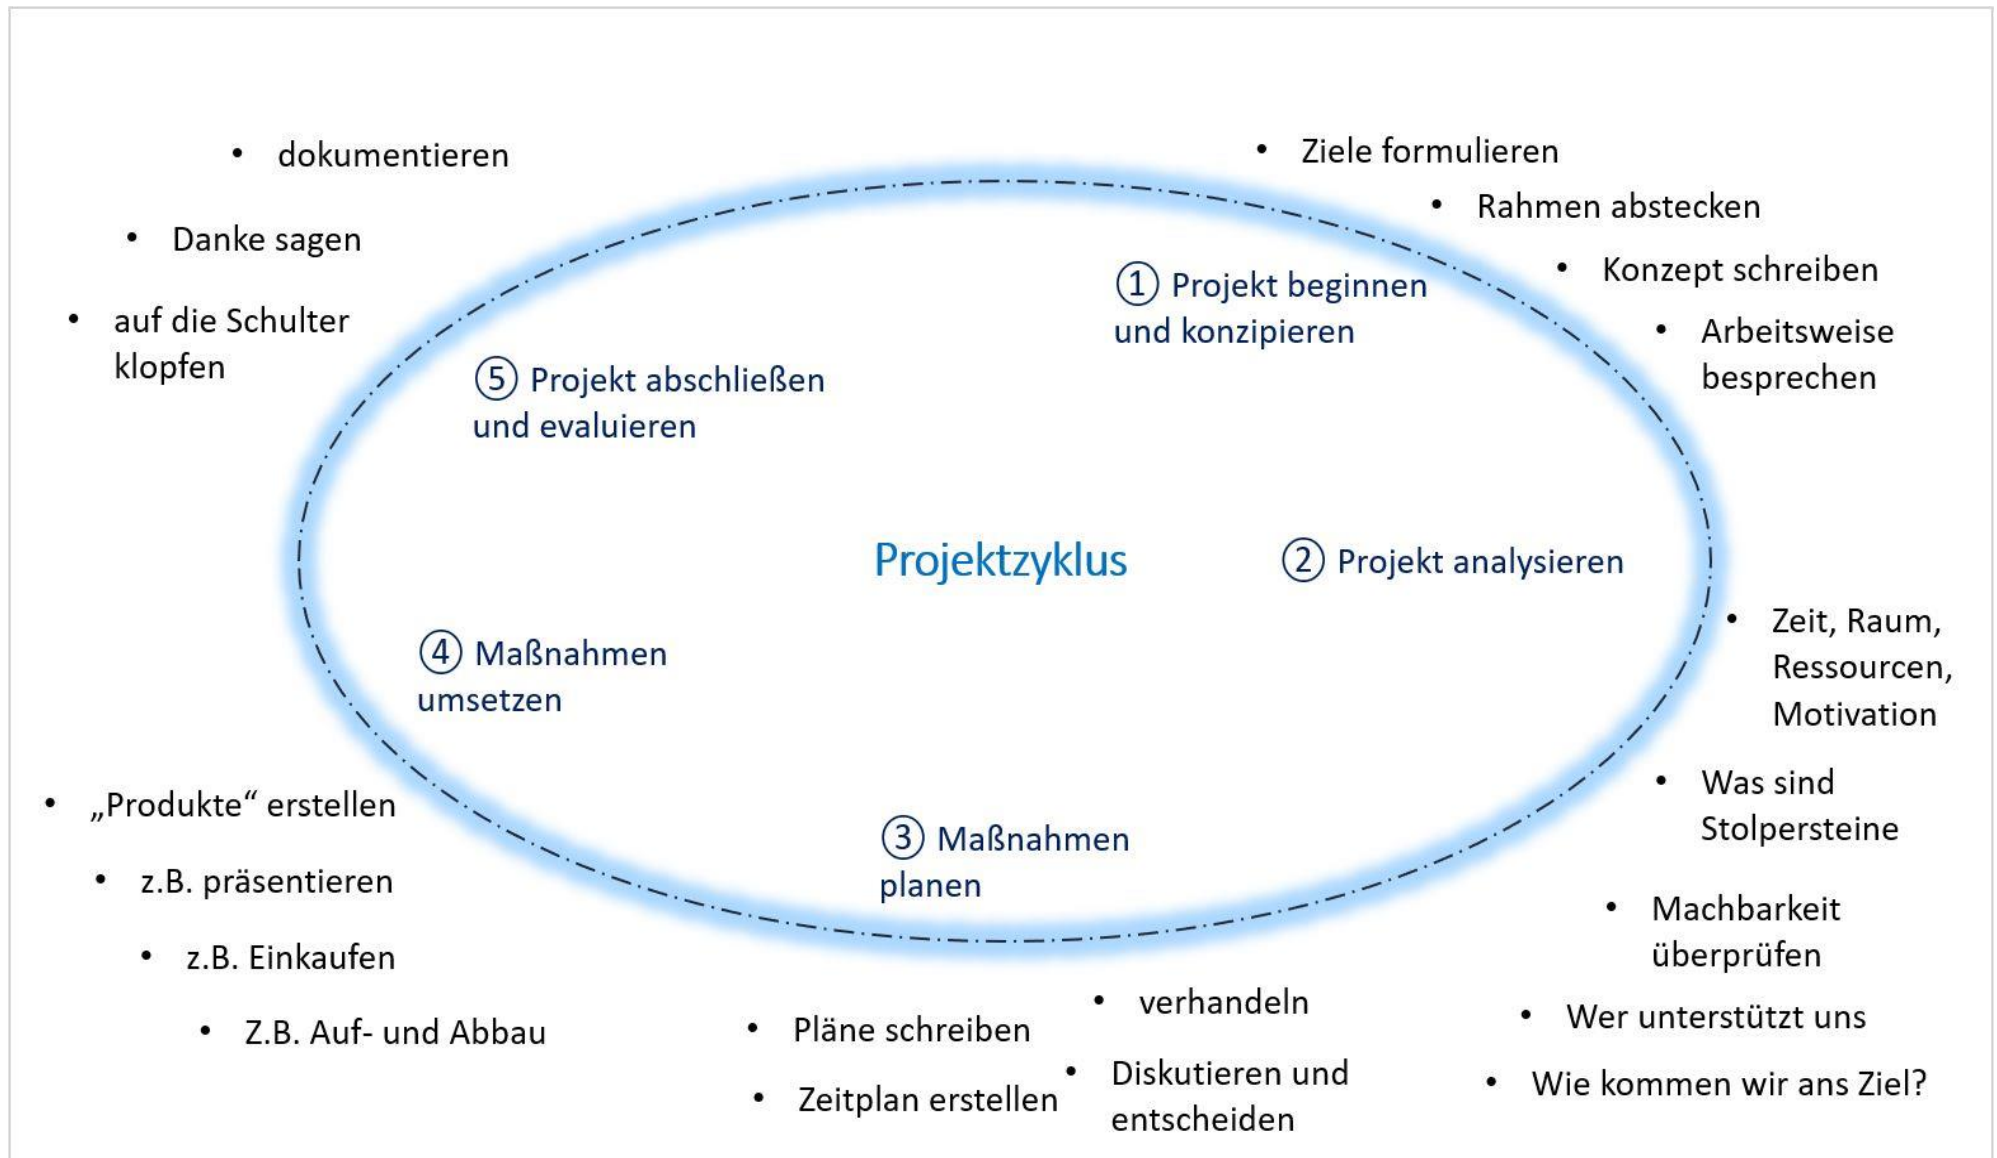 Projektzyklus
① Projekt beginnen
und konzipieren
• Ziele formulieren
• Rahmen abstecken
• Konzept schreiben
• Arbeitsweise
besprechen
② Projekt analysieren
• Zeit, Raum,
Ressourcen,
Motivation
• Was sind
Stolpersteine
• Machbarkeit
überprüfen
• Wer unterstützt uns
• Wie kommen wir ans Ziel?
③ Maßnahmen
planen
• verhandeln
• Diskutieren und
entscheiden
• Pläne schreiben
• Zeitplan erstellen
④ Maßnahmen
umsetzen
• „Produkte“ erstellen
• z.B. präsentieren
• z.B. Einkaufen
• Z.B. Auf- und Abbau
⑤ Projekt abschließen
und evaluieren
• dokumentieren
• Danke sagen
• auf die Schulter
klopfen